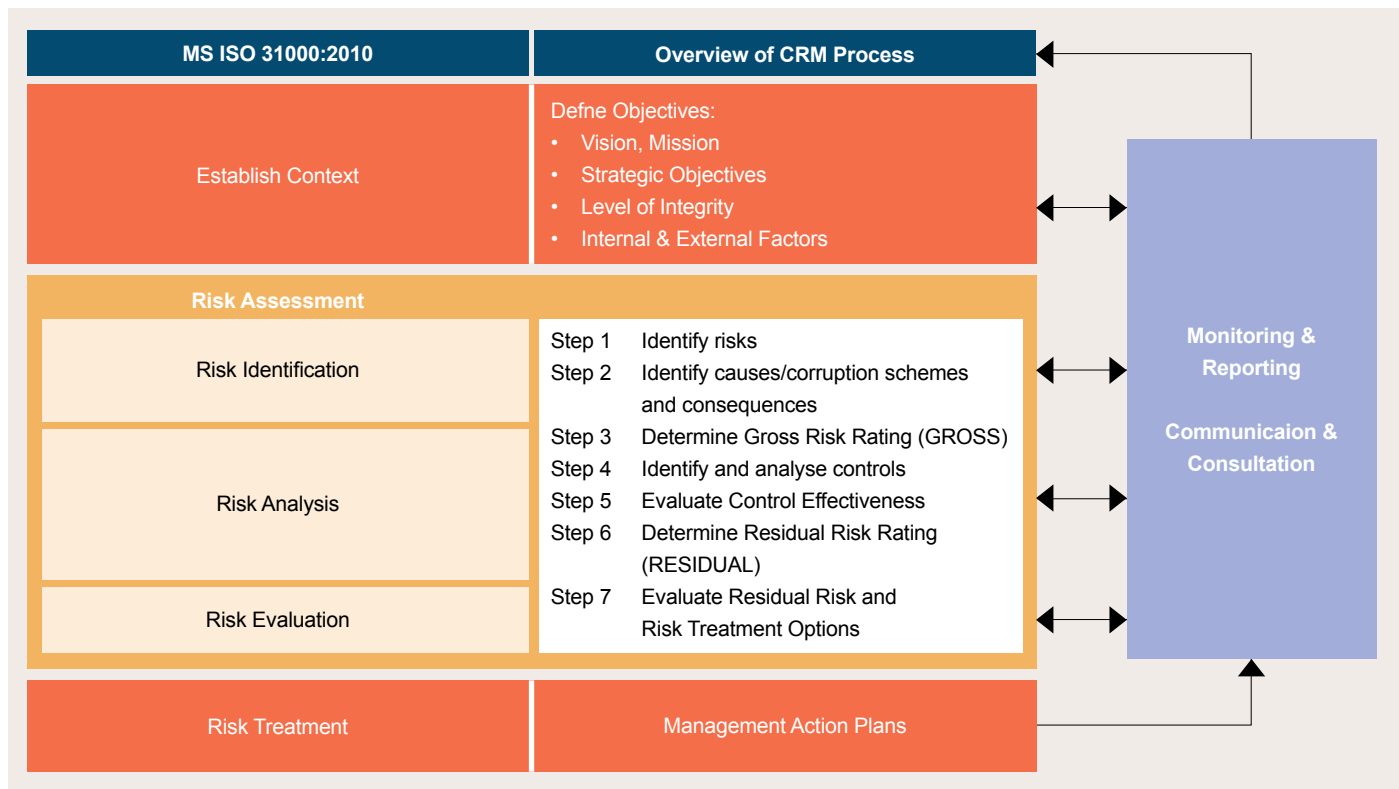 MS ISO 31000:2010
Overview of CRM Process
Establish Context
Defne Objectives:
• Vision, Mission
• Strategic Objectives
• Level of Integrity
• Internal & External Factors
Risk Assessment
Risk Identification
Risk Analysis
Risk Evaluation
Step 1 Identify risks
Step 2 Identify causes/corruption schemes
and consequences
Step 3 Determine Gross Risk Rating (GROSS)
Step 4 Identify and analyse controls
Step 5 Evaluate Control Effectiveness
Step 6 Determine Residual Risk Rating
(RESIDUAL)
Step 7 Evaluate Residual Risk and
Risk Treatment Options
Risk Treatment
Management Action Plans
Monitoring &
Reporting
Communicaion &
Consultation